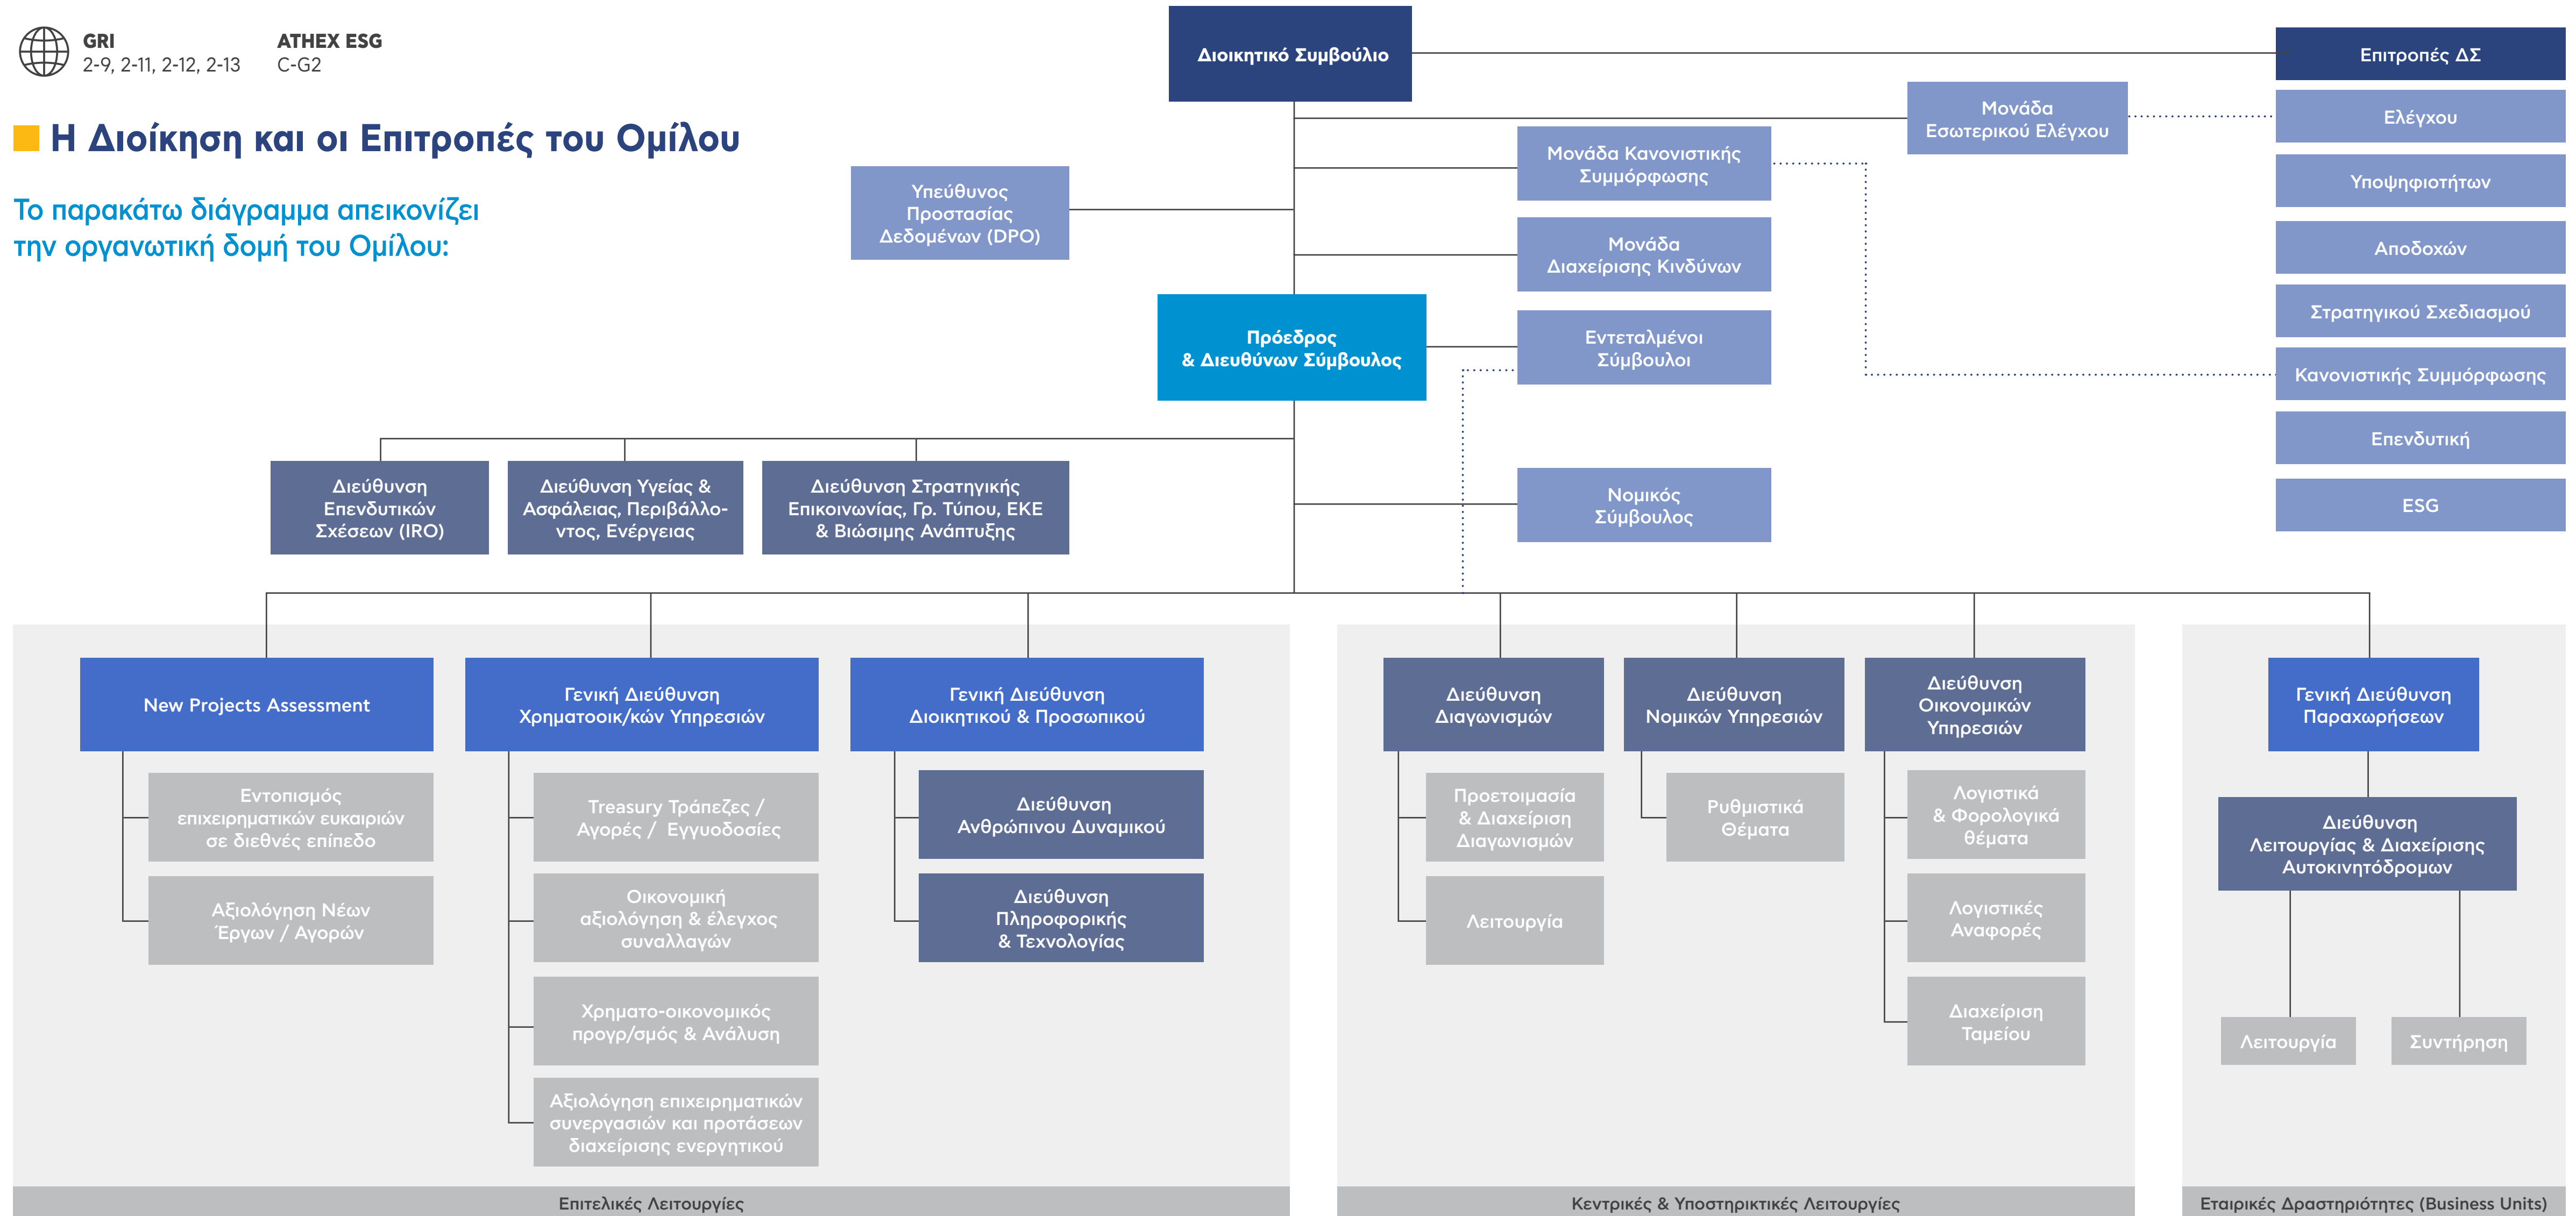 GRI
2-9, 2-11, 2-12, 2-13
ATHEX ESG
C-G2
Η Διοίκηση και οι Επιτροπές του Ομίλου
Το παρακάτω διάγραμμα απεικονίζει
την οργανωτική δομή του Ομίλου:
Διοικητικό Συμβούλιο
Επιτροπές ΔΣ
Ελέγχου
Υποψηφιοτήτων
Αποδοχών
Στρατηγικού Σχεδιασμού
Κανονιστικής Συμμόρφωσης
Επενδυτική
ESG
Μονάδα
Εσωτερικού Ελέγχου
Μονάδα Κανονιστικής
Συμμόρφωσης
Υπεύθυνος
Προστασίας
Δεδομένων (DPO)
Μονάδα
Διαχείρισης Κινδύνων
Πρόεδρος
& Διευθύνων Σύμβουλος
Εντεταλμένοι
Σύμβουλοι
Διεύθυνση
Επενδυτικών
Σχέσεων (IRO)
Διεύθυνση Υγείας &
Ασφάλειας, Περιβάλλο-
ντος, Ενέργειας
Διεύθυνση Στρατηγικής
Επικοινωνίας, Γρ. Τύπου, ΕΚΕ
& Βιώσιμης Ανάπτυξης
Νομικός
Σύμβουλος
New Projects Assessment
Εντοπισμός
επιχειρηματικών ευκαιριών
σε διεθνές επίπεδο
Αξιολόγηση Νέων
Έργων / Αγορών
Γενική Διεύθυνση
Χρηματοοικ/κών Υπηρεσιών
Treasury Τράπεζες /
Αγορές / Εγγυοδοσίες
Οικονομική
αξιολόγηση & έλεγχος
συναλλαγών
Χρηματο-οικονομικός
προγρ/σμός & Ανάλυση
Αξιολόγηση επιχειρηματικών
συνεργασιών και προτάσεων
διαχείρισης ενεργητικού
Γενική Διεύθυνση
Διοικητικού & Προσωπικού
Διεύθυνση
Ανθρώπινου Δυναμικού
Διεύθυνση
Πληροφορικής
& Τεχνολογίας
Επιτελικές Λειτουργίες
Διεύθυνση
Διαγωνισμών
Προετοιμασία
& Διαχείριση
Διαγωνισμών
Λειτουργία
Διεύθυνση
Νομικών Υπηρεσιών
Ρυθμιστικά
Θέματα
Διεύθυνση
Οικονομικών
Υπηρεσιών
Λογιστικά
& Φορολογικά
θέματα
Λογιστικές
Αναφορές
Διαχείριση
Ταμείου
Κεντρικές & Υποστηρικτικές Λειτουργίες
Γενική Διεύθυνση
Παραχωρήσεων
Διεύθυνση
Λειτουργίας & Διαχείρισης
Αυτοκινητόδρομων
Λειτουργία
Συντήρηση
Εταιρικές Δραστηριότητες (Business Units)